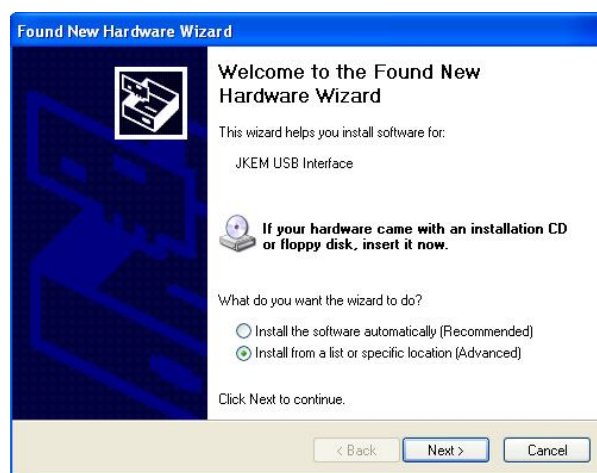 Found New Hardware Wizard
Welcome to the Found New
Hardware Wizard
This wizard helps you install software for:
JKEM USB Interface
If your hardware came with an installation CD
or floppy disk, insert it now.
What do you want the wizard to do?
Install the software automatically (Recommended)
Install from a list or specific location (Advanced)
Click Next to continue.
< Back
Next >
Cancel